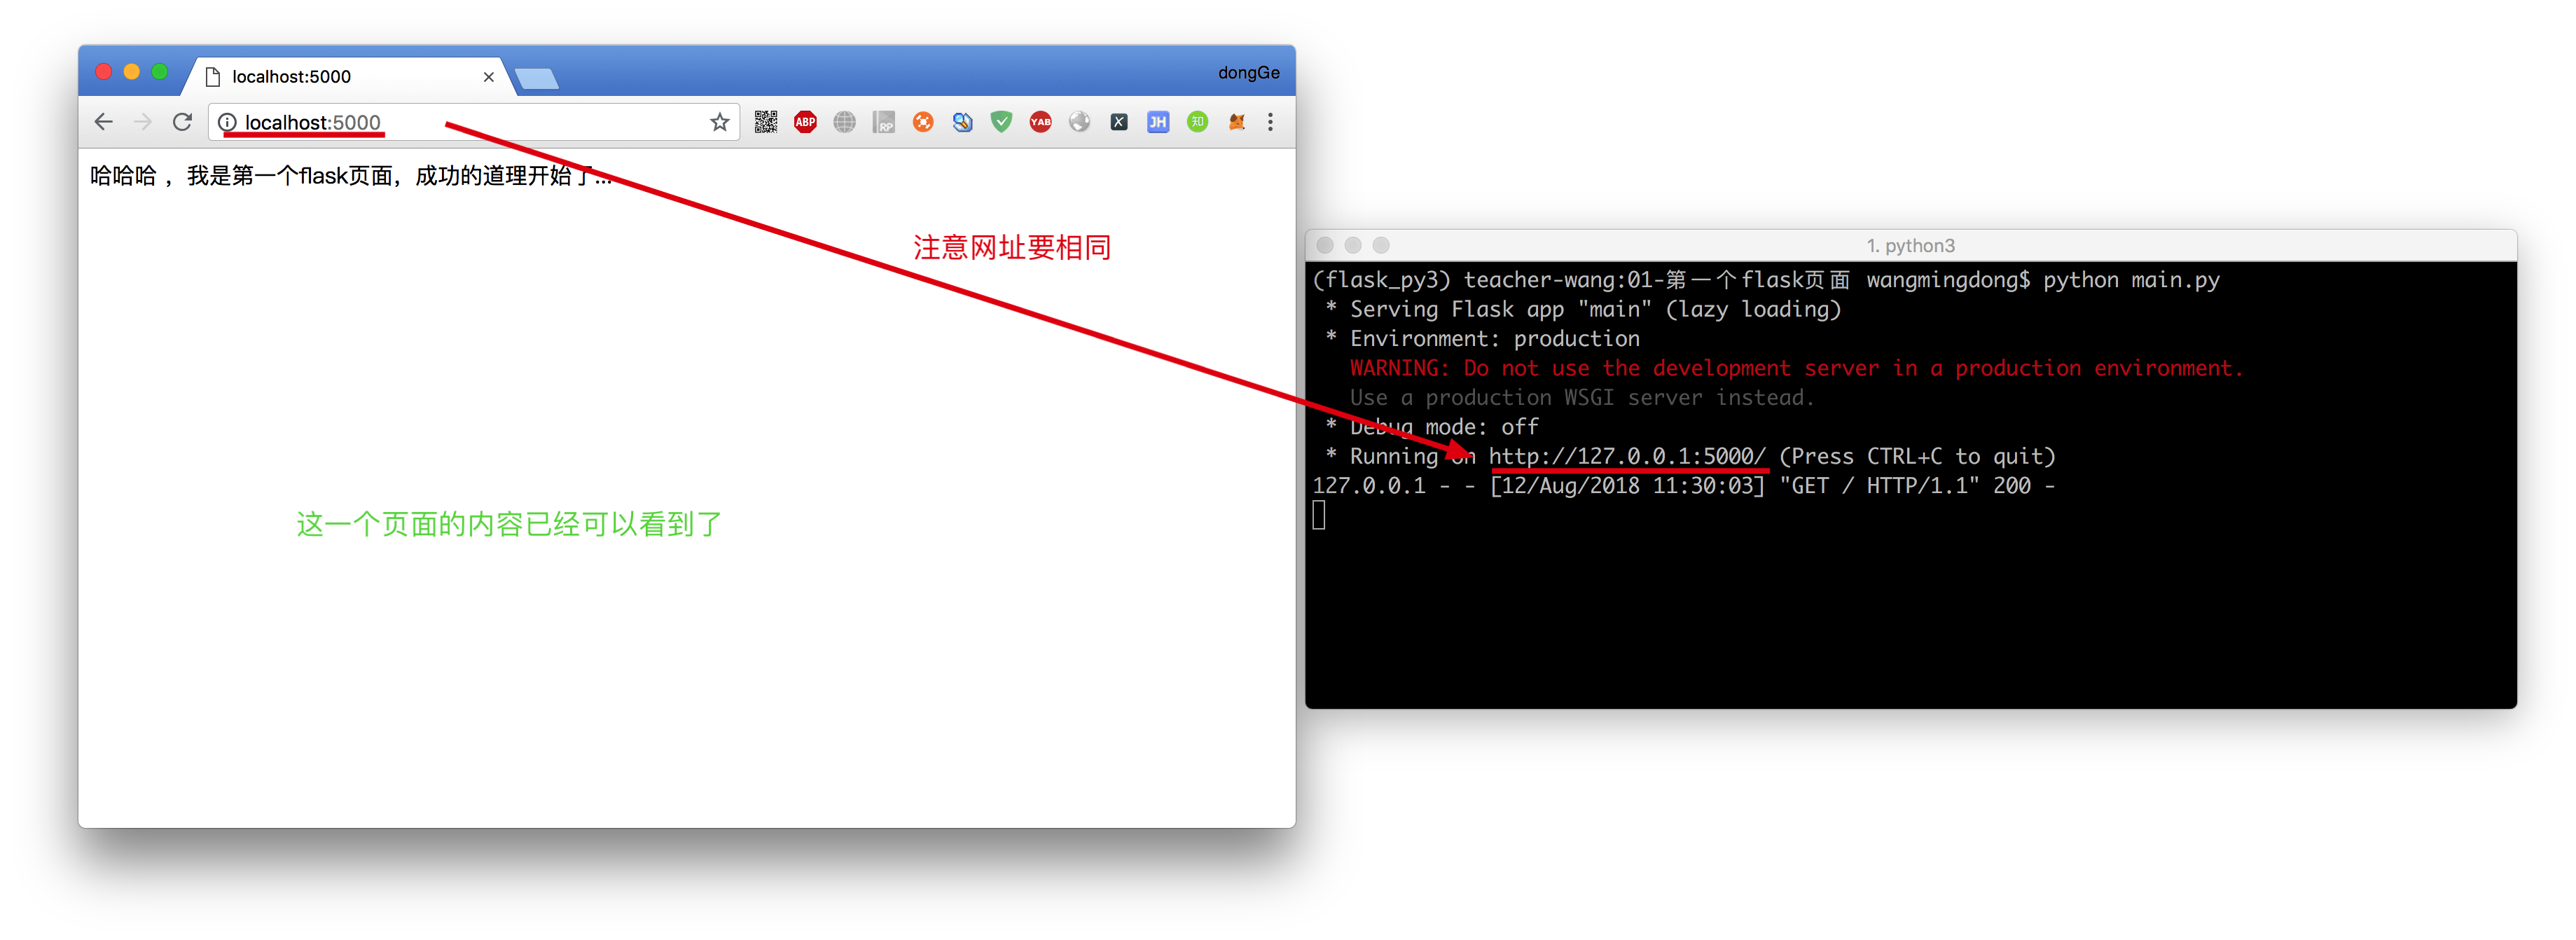 localhost:5000
dongGe
localhost:5000
ABP
RP
YAB
X
JH
知
哈哈哈 ，我是第一个flask页面，成功的道理开始了...
注意网址要相同
这一个页面的内容已经可以看到了
1. python3
(flask_py3) teacher-wang:01-第一个flask页面 wangmingdong$ python main.py
* Serving Flask app "main" (lazy loading)
* Environment: production
WARNING: Do not use the development server in a production environment.
Use a production WSGI server instead.
* Debug mode: off
* Running on http://127.0.0.1:5000/ (Press CTRL+C to quit)
127.0.0.1 - - [12/Aug/2018 11:30:03] "GET / HTTP/1.1" 200 -